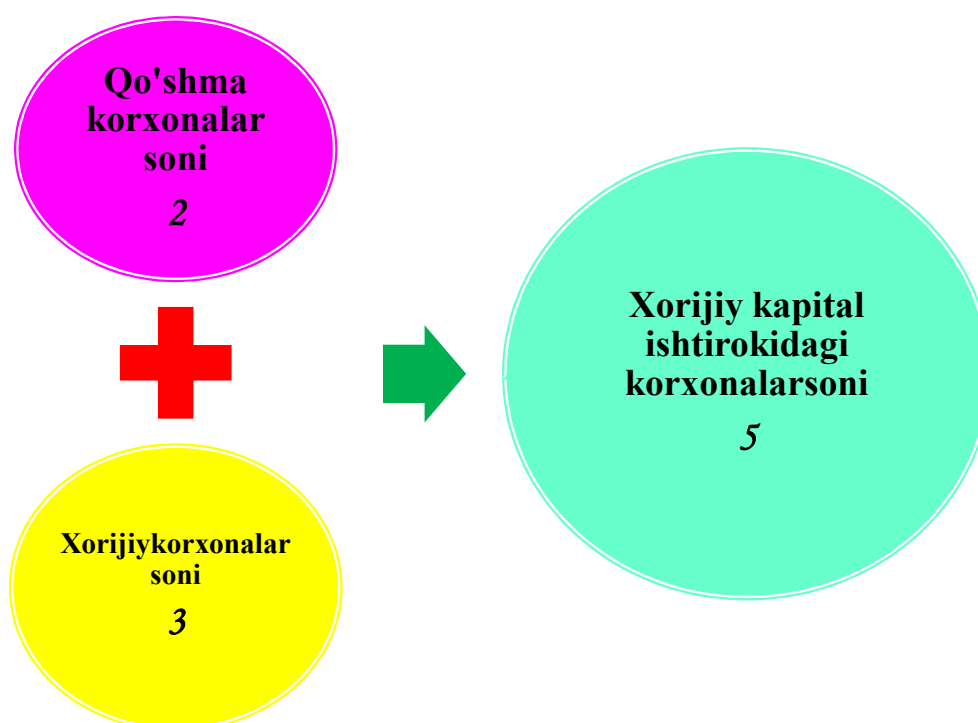 Qo'shma
korxonalar
soni
2
Xorijiykorxonalar
soni
3
Xorijiy kapital
ishtirokidagi
korxonalarsoni
5